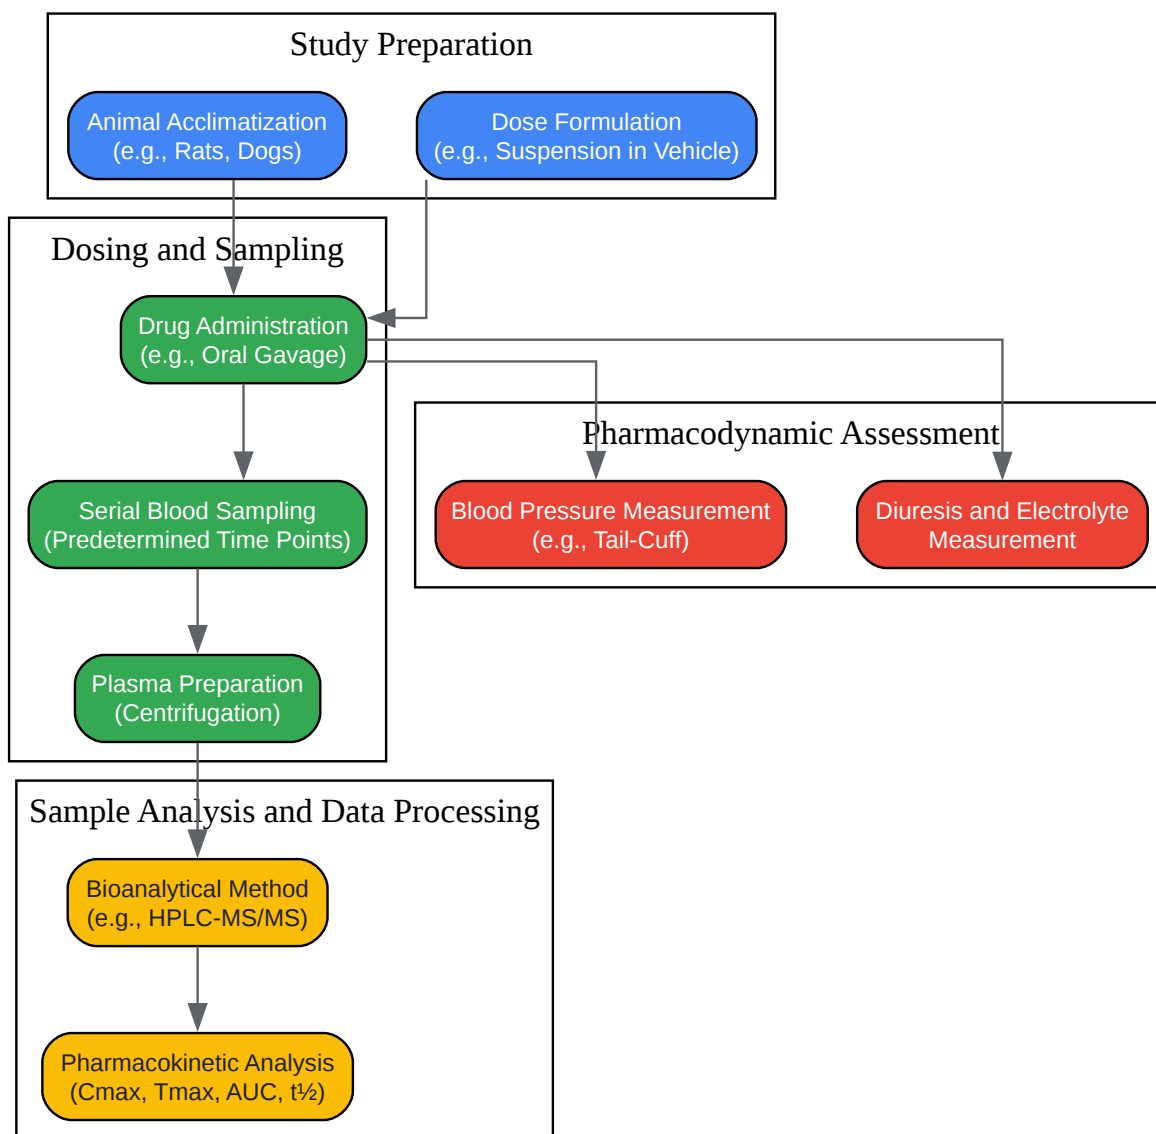 Study Preparation
Animal Acclimatization
(e.g., Rats, Dogs)
Dose Formulation
(e.g., Suspension in Vehicle)
Dosing and Sampling
Drug Administration
(e.g., Oral Gavage)
Pharmacodynamic Assessment
Serial Blood Sampling
(Predetermined Time Points)
Blood Pressure Measurement
(e.g., Tail-Cuff)
Diuresis and Electrolyte
Measurement
Plasma Preparation
(Centrifugation)
Sample Analysis and Data Processing
Bioanalytical Method
(e.g., HPLC-MS/MS)
Pharmacokinetic Analysis
(Cmax, Tmax, AUC, t½)